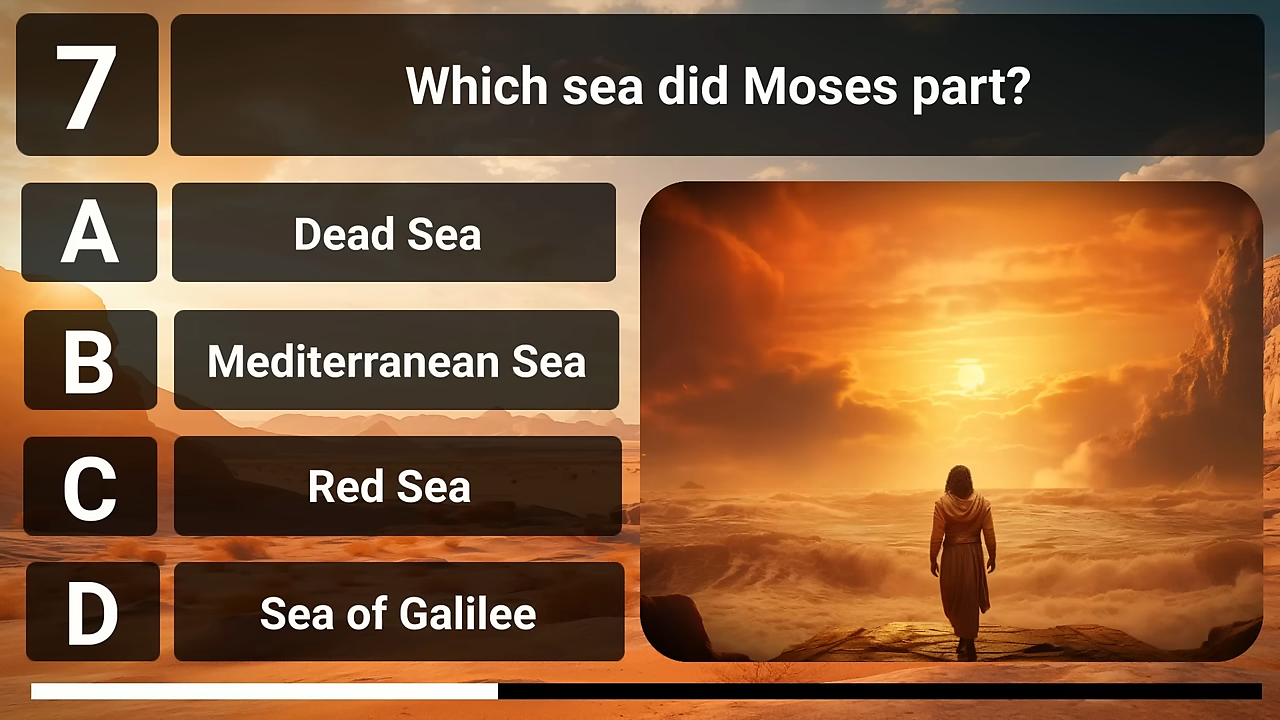 7
Which sea did Moses part?
A
Dead Sea
B
Mediterranean Sea
C
Red Sea
D
Sea of Galilee